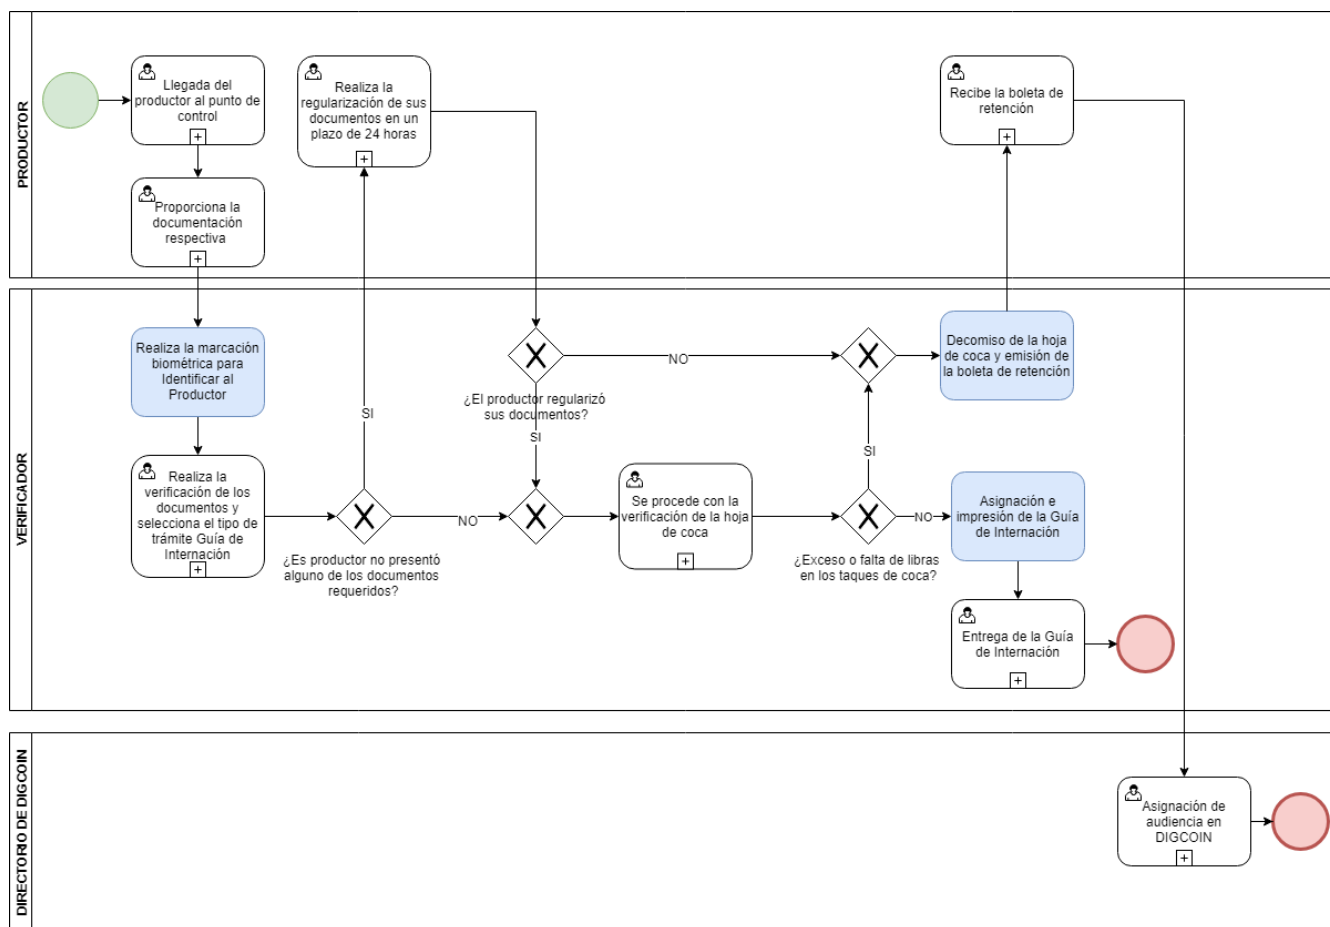 PRODUCTOR
Llegada del
productor al punto de
control
Proporciona la
documentación
respectiva
Realiza la
regularización de sus
documentos en un
plazo de 24 horas
Recibe la boleta de
retención
VERIFICADOR
Realiza la marcación
biométrica para
Identificar al
Productor
Realiza la
verificación de los
documentos y
selecciona el tipo de
trámite Guía de
Internación
SI
NO
¿Es productor no presentó
alguno de los documentos
requeridos?
¿El productor regularizó
sus documentos?
NO
SI
Se procede con la
verificación de la hoja
de coca
¿Exceso o falta de libras
en los taques de coca?
SI
NO
Decomiso de la hoja
de coca y emisión de
la boleta de retención
Asignación e
impresión de la Guía
de Internación
Entrega de la Guía
de Internación
DIRECTORIO DE DIGCOIN
Asignación de
audiencia en
DIGCOIN